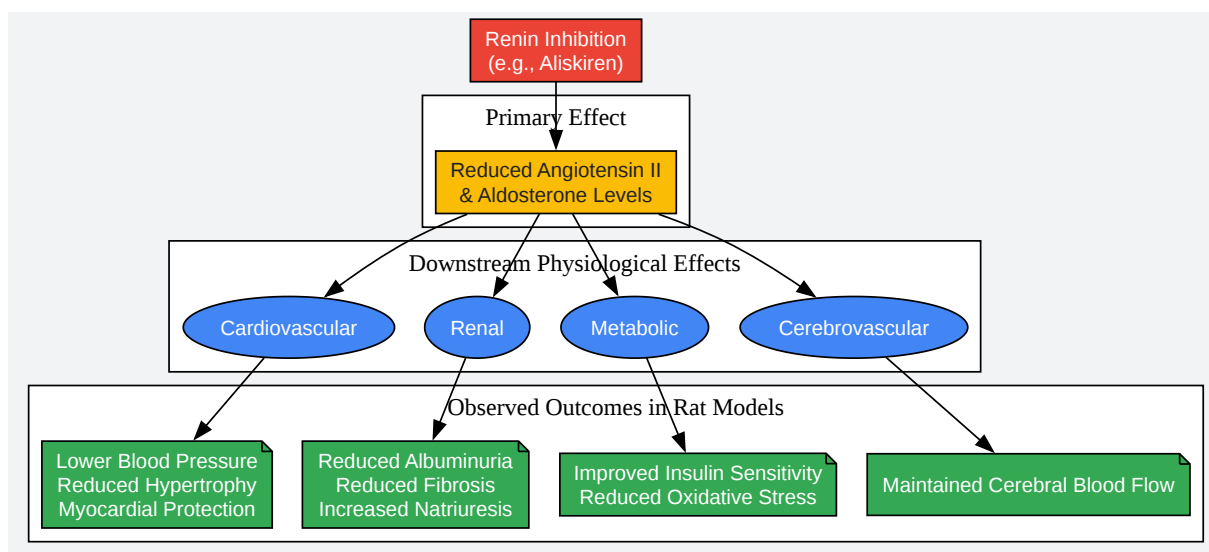 Renin Inhibition
(e.g., Aliskiren)
Primary Effect
Reduced Angiotensin II
& Aldosterone Levels
Downstream Physiological Effects
Cardiovascular
Renal
Metabolic
Cerebrovascular
Observed Outcomes in Rat Models
Lower Blood Pressure
Reduced Hypertrophy
Myocardial Protection
Reduced Albuminuria
Reduced Fibrosis
Increased Natriuresis
Improved Insulin Sensitivity
Reduced Oxidative Stress
Maintained Cerebral Blood Flow